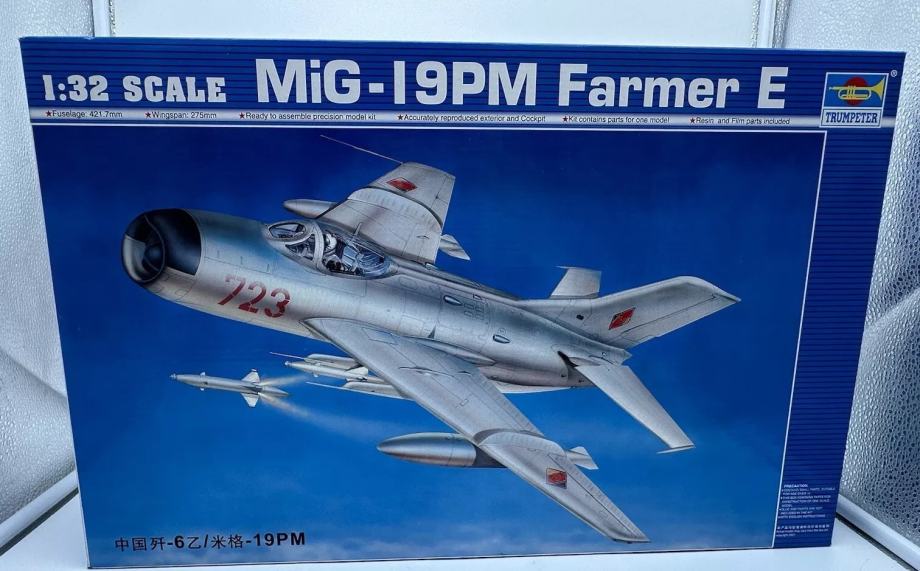 1:32 SCALE MiG-19PM Farmer E
★Fuselage: 421.7mm ★Wingspan: 275mm ★Ready to assemble precision model kit ★Accurately reproduced exterior and Cockpit ★Kit contains parts for one model ★Resin and Film parts included
®
TRUMPETER
723
PRECAUTION:
中国歼-6乙/米格-19PM